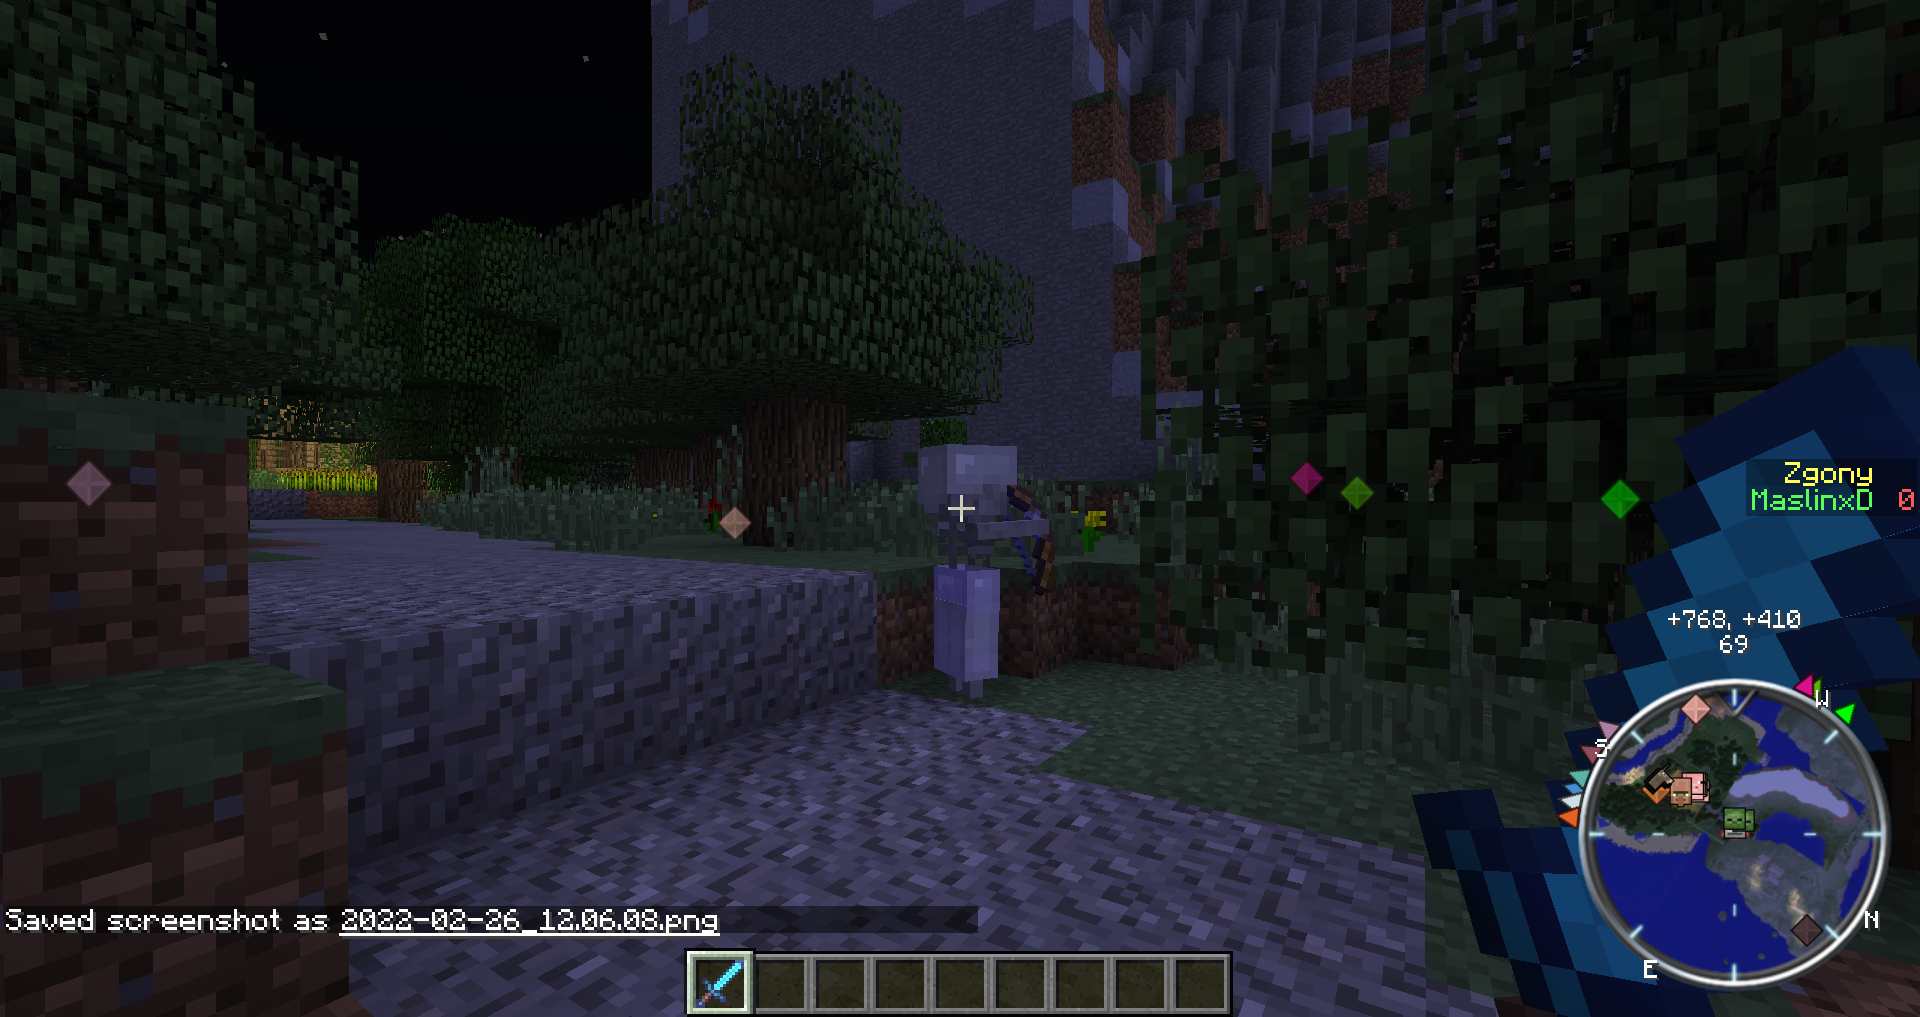 Zgony
MaslinxD 0
+768, +410
69
W
S
N
E
Saved screenshot as 2022-02-26_12.06.08.png